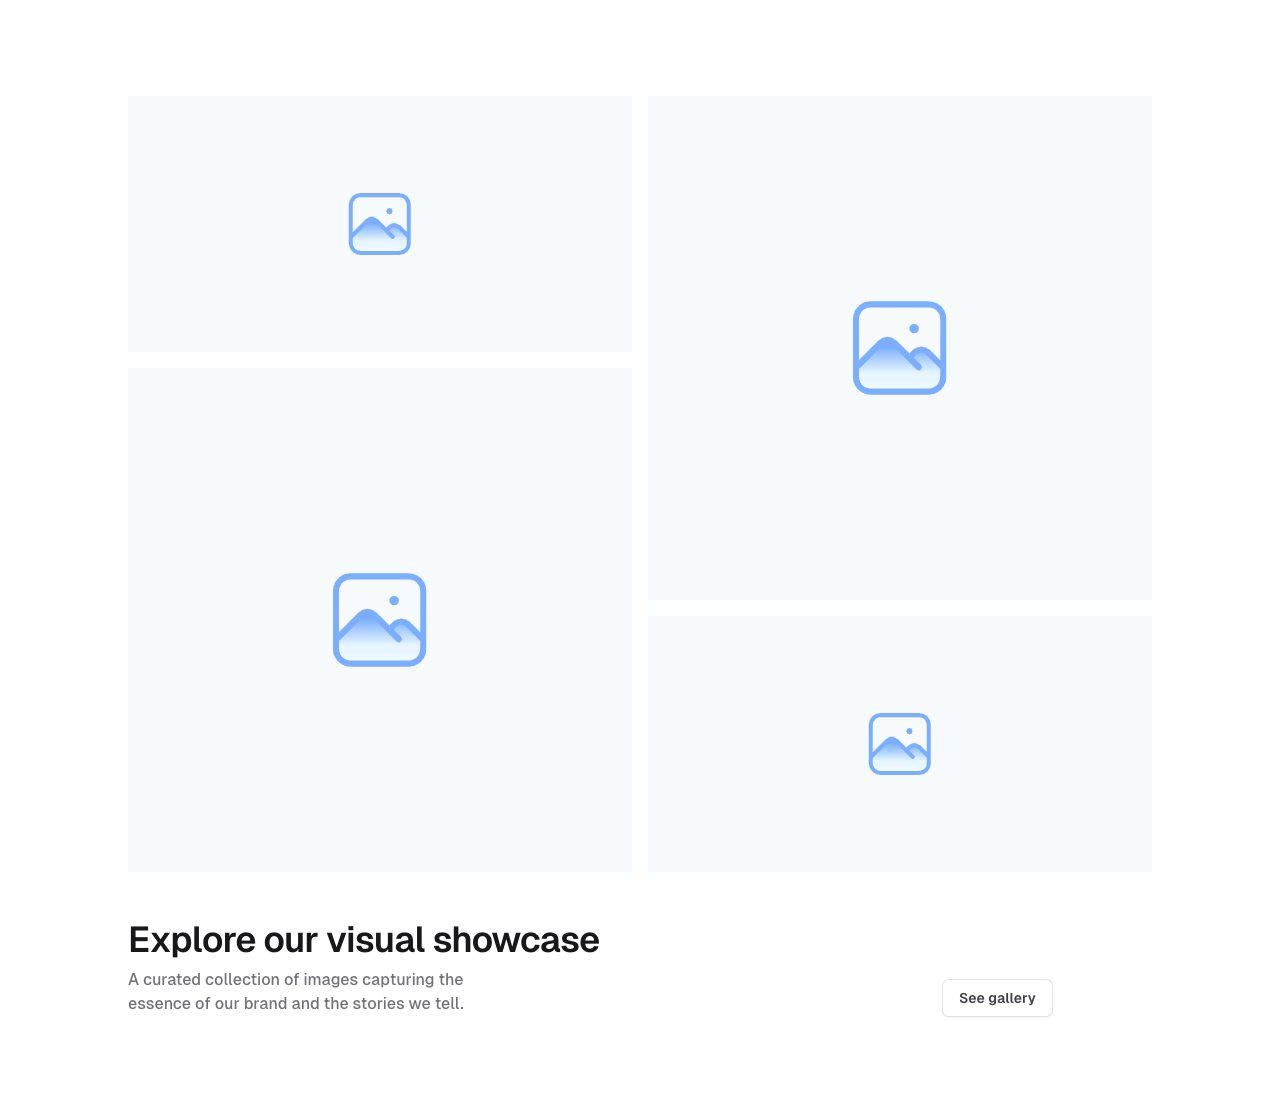 Explore our visual showcase
A curated collection of images capturing the
essence of our brand and the stories we tell.
See gallery